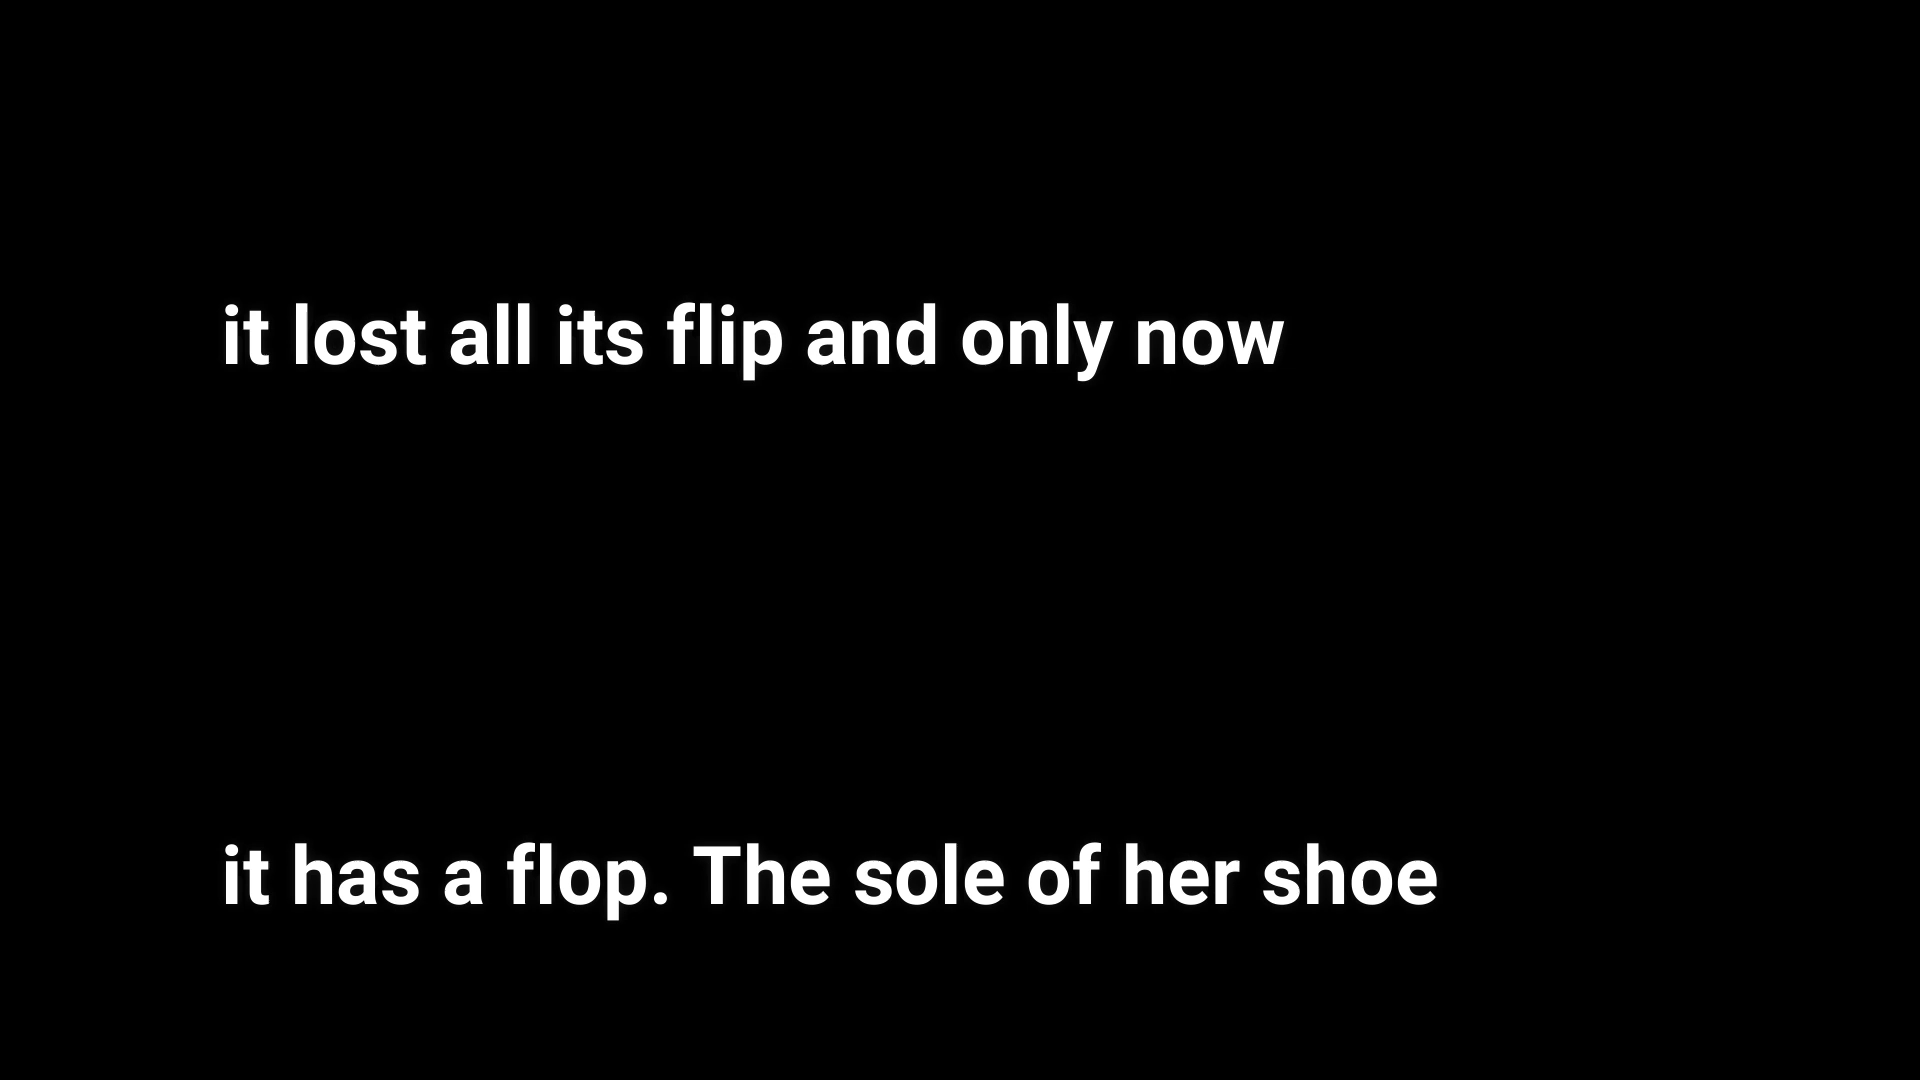 it lost all its flip and only now
it has a flop. The sole of her shoe